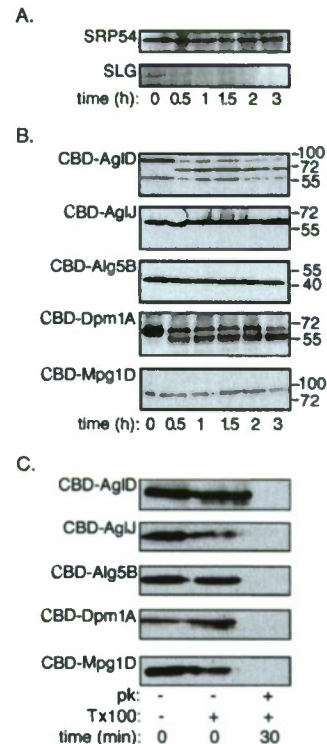 A.
SRP54
SLG
time (h): 0 0.5 1 1.5 2 3
B.
CBD-AglD
-100
-72
-55
CBD-AglJ
-72
-55
CBD-Alg5B
-55
-40
CBD-Dpm1A
-72
-55
CBD-Mpg1D
-100
-72
time (h): 0 0.5 1 1.5 2 3
C.
CBD-AglD
CBD-AglJ
CBD-Alg5B
CBD-Dpm1A
CBD-Mpg1D
pk: - - +
Tx100: - + +
time (min): 0 0 30